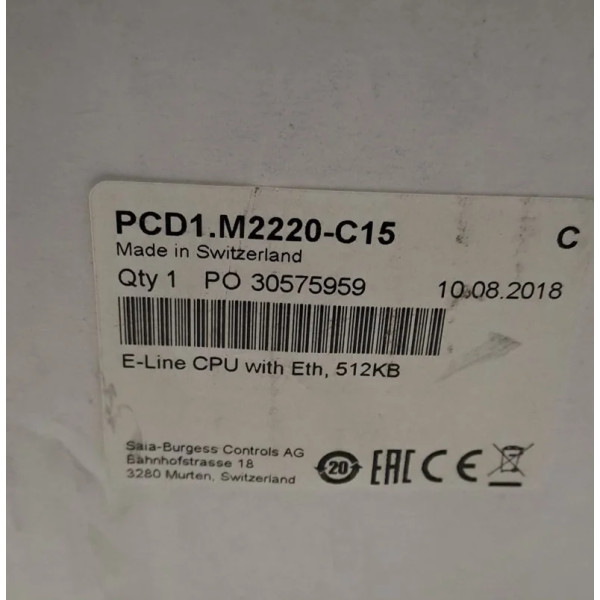 PCD1.M2220-C15 C
Made in Switzerland
Qty 1 PO 30575959 10.08.2018
E-Line CPU with Eth, 512KB
Saia-Burgess Controls AG
Bahnhofstrasse 18
3280 Murten, Switzerland
20 EAC CE